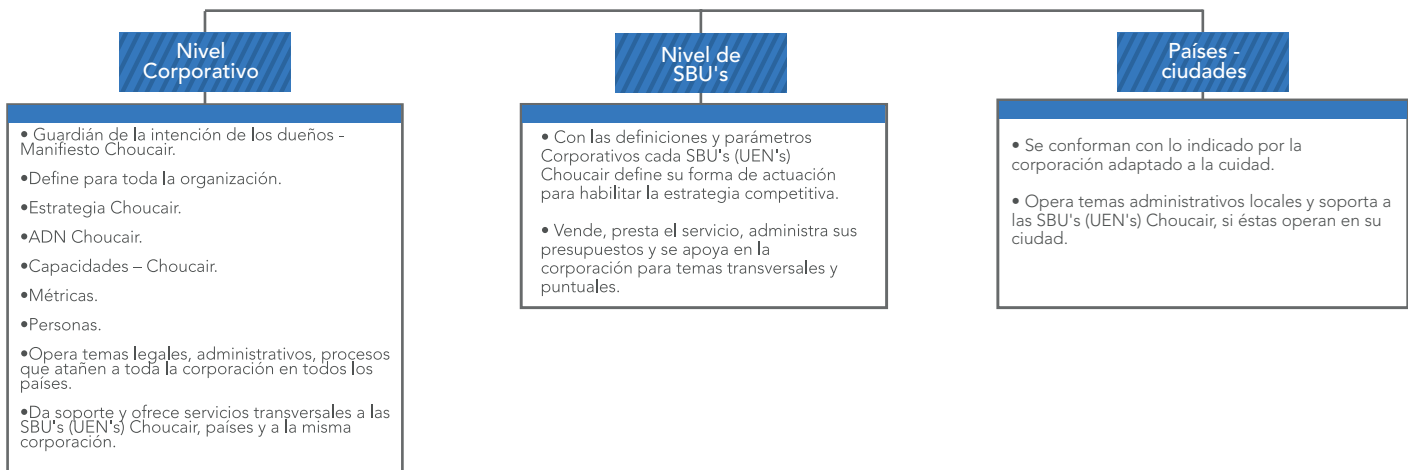 Nivel
Corporativo
• Guardián de la intención de los dueños -
Manifiesto Choucair.
•Define para toda la organización.
•Estrategia Choucair.
•ADN Choucair.
•Capacidades – Choucair.
•Métricas.
•Personas.
•Opera temas legales, administrativos, procesos
que atañen a toda la corporación en todos los
países.
•Da soporte y ofrece servicios transversales a las
SBU's (UEN's) Choucair, países y a la misma
corporación.
Nivel de
SBU's
• Con las definiciones y parámetros
Corporativos cada SBU's (UEN's)
Choucair define su forma de actuación
para habilitar la estrategia competitiva.
• Vende, presta el servicio, administra sus
presupuestos y se apoya en la
corporación para temas transversales y
puntuales.
Países -
ciudades
• Se conforman con lo indicado por la
corporación adaptado a la cuidad.
• Opera temas administrativos locales y soporta a
las SBU's (UEN's) Choucair, si éstas operan en su
ciudad.